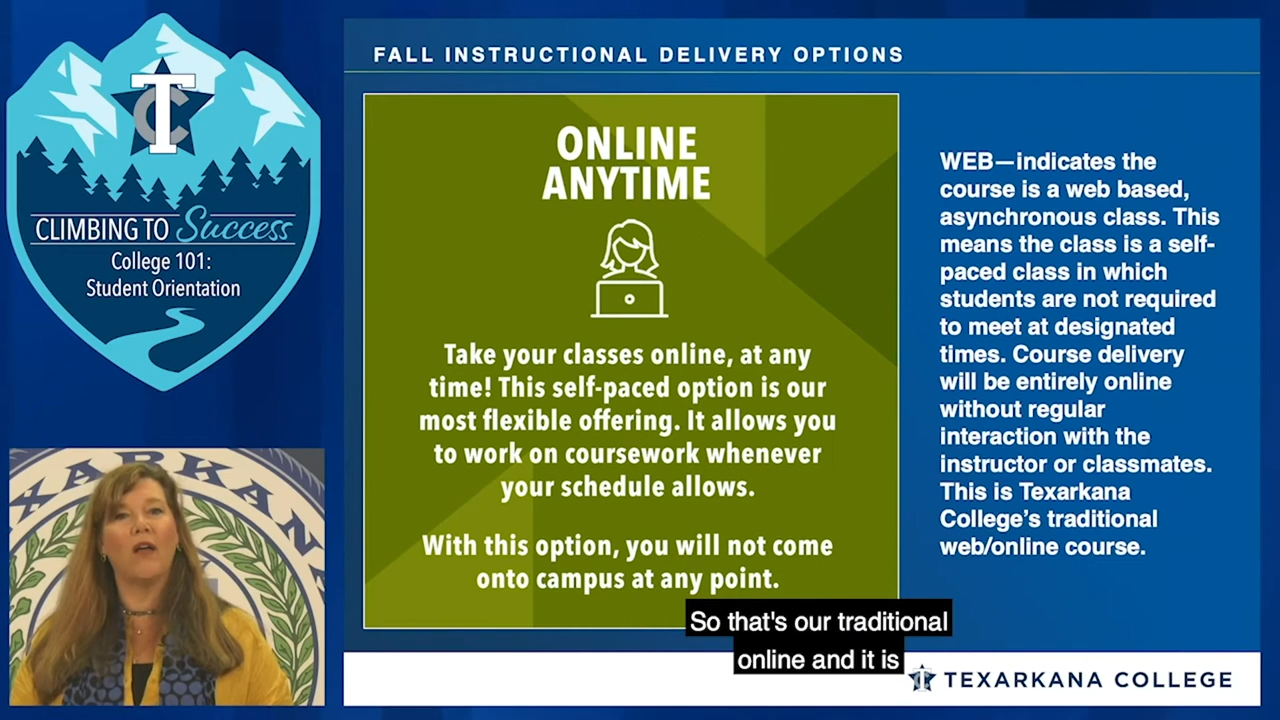 FALL INSTRUCTIONAL DELIVERY OPTIONS
TC
CLIMBING TO Success
College 101:
Student Orientation
ONLINE
ANYTIME
Take your classes online, at any
time! This self-paced option is our
most flexible offering. It allows you
to work on coursework whenever
your schedule allows.
With this option, you will not come
onto campus at any point.
WEB—indicates the
course is a web based,
asynchronous class. This
means the class is a self-
paced class in which
students are not required
to meet at designated
times. Course delivery
will be entirely online
without regular
interaction with the
instructor or classmates.
This is Texarkana
College's traditional
web/online course.
EXARKANA
So that's our traditional
online and it is
TEXARKANA COLLEGE